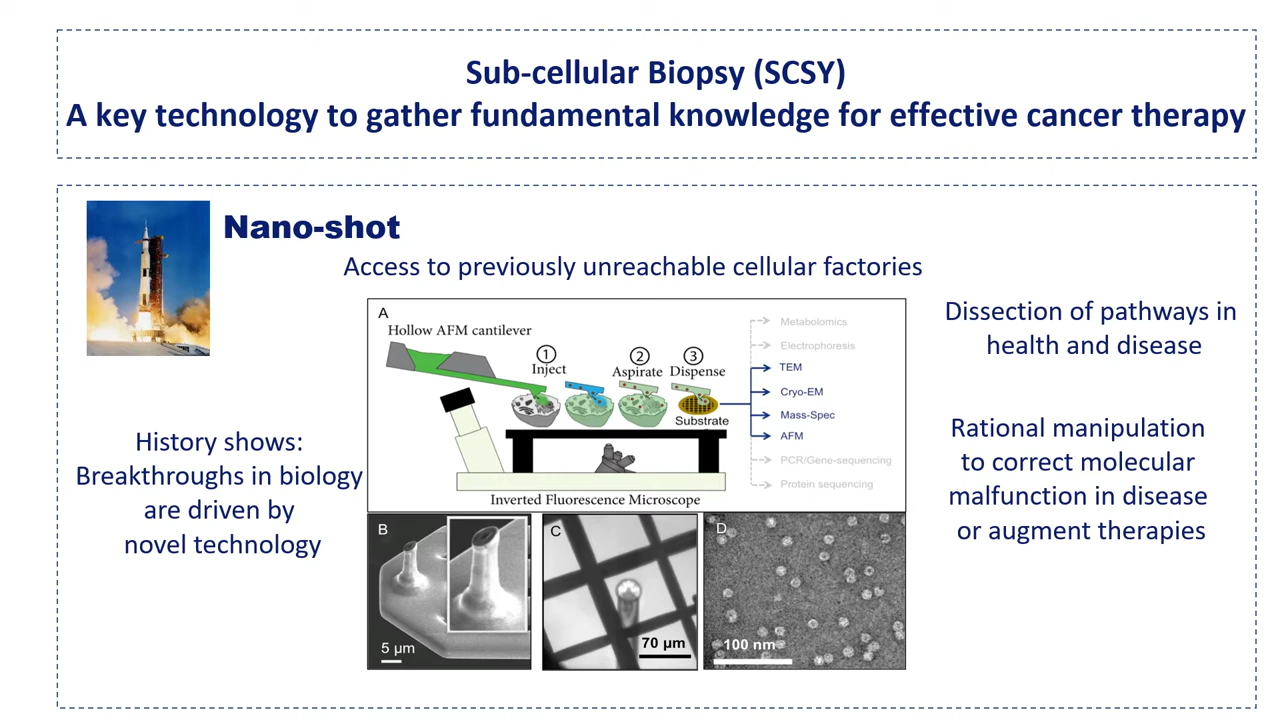 Sub-cellular Biopsy (SCSY)
A key technology to gather fundamental knowledge for effective cancer therapy
Nano-shot
Access to previously unreachable cellular factories
History shows:
Breakthroughs in biology
are driven by
novel technology
A
Hollow AFM cantilever
1
Inject
2
Aspirate
3
Dispense
Substrate
Inverted Fluorescence Microscope
Metabolomics
Electrophoresis
TEM
Cryo-EM
Mass-Spec
AFM
PCR/Gene-sequencing
Protein sequencing
B
5 µm
C
70 µm
D
100 nm
Dissection of pathways in
health and disease
Rational manipulation
to correct molecular
malfunction in disease
or augment therapies